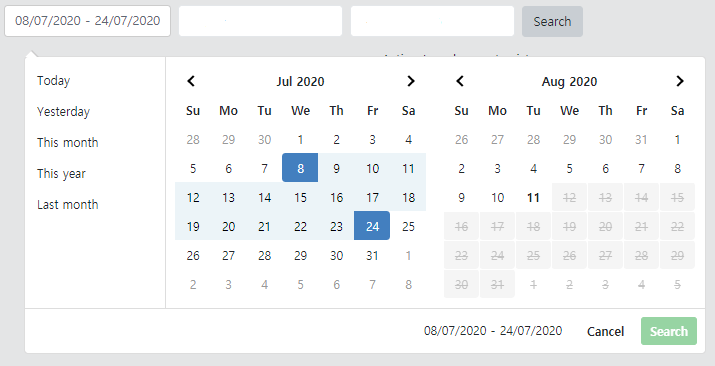 08/07/2020 - 24/07/2020 Search
Today
Yesterday
This month
This year
Last month
Jul 2020
Su Mo Tu We Th Fr Sa
28 29 30 1 2 3 4
5 6 7 8 9 10 11
12 13 14 15 16 17 18
19 20 21 22 23 24 25
26 27 28 29 30 31 1
2 3 4 5 6 7 8
Aug 2020
Su Mo Tu We Th Fr Sa
26 27 28 29 30 31 1
2 3 4 5 6 7 8
9 10 11 12 13 14 15
16 17 18 19 20 21 22
23 24 25 26 27 28 29
30 31 1 2 3 4 5
08/07/2020 - 24/07/2020 Cancel Search